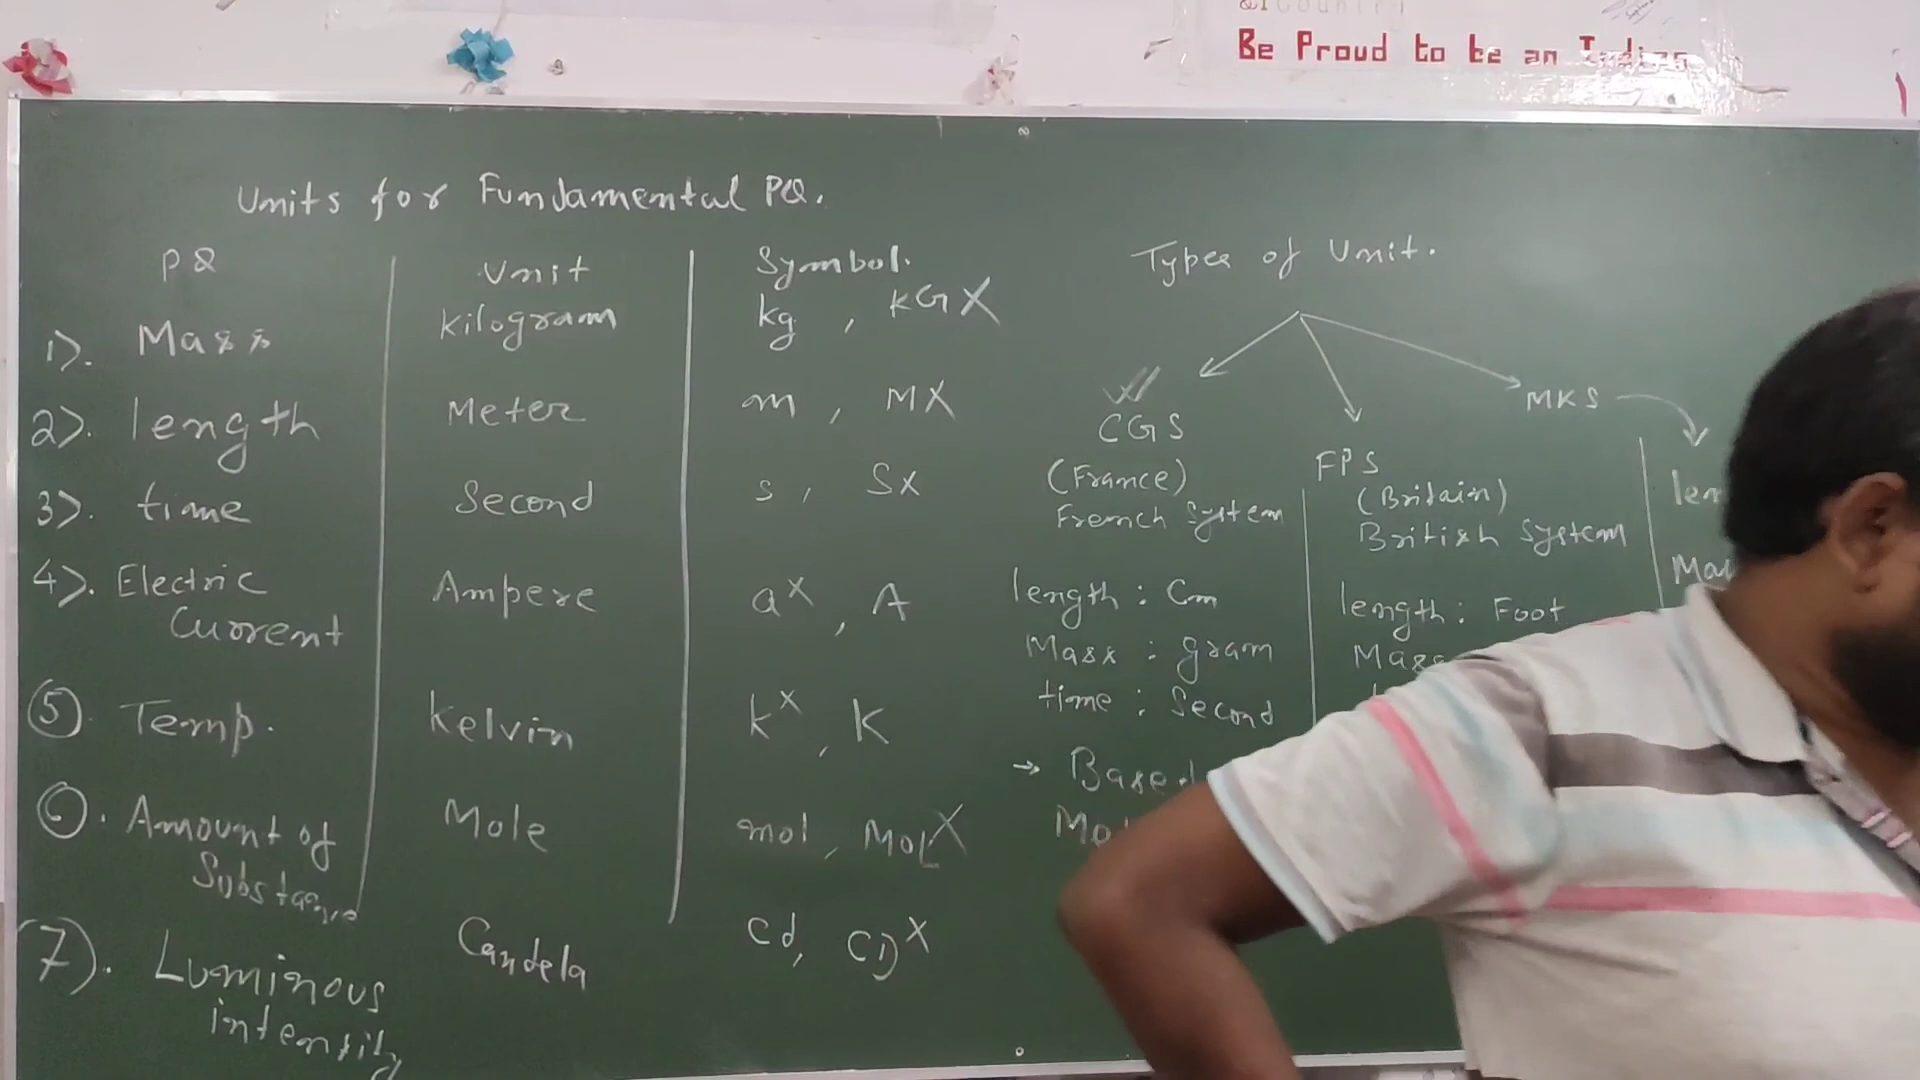 Be Proud to be an Indian
Units for Fundamental PQ.
PQ Unit Symbol.
1). Mass Kilogram kg , KG X
2). length Meter m , M X
3). time Second s , S X
4). Electric Current Ampere a X , A
5). Temp. Kelvin k X , K
6. Amount of Substance Mole mol , MOL X
7). Luminous intensity Candela Cd, CD X
Types of Unit.
CGS
(France)
French System
length : Cm
Mass : gram
time : Second
→ Based
FPS
(Britain)
British System
length : Foot
Mass
MKS